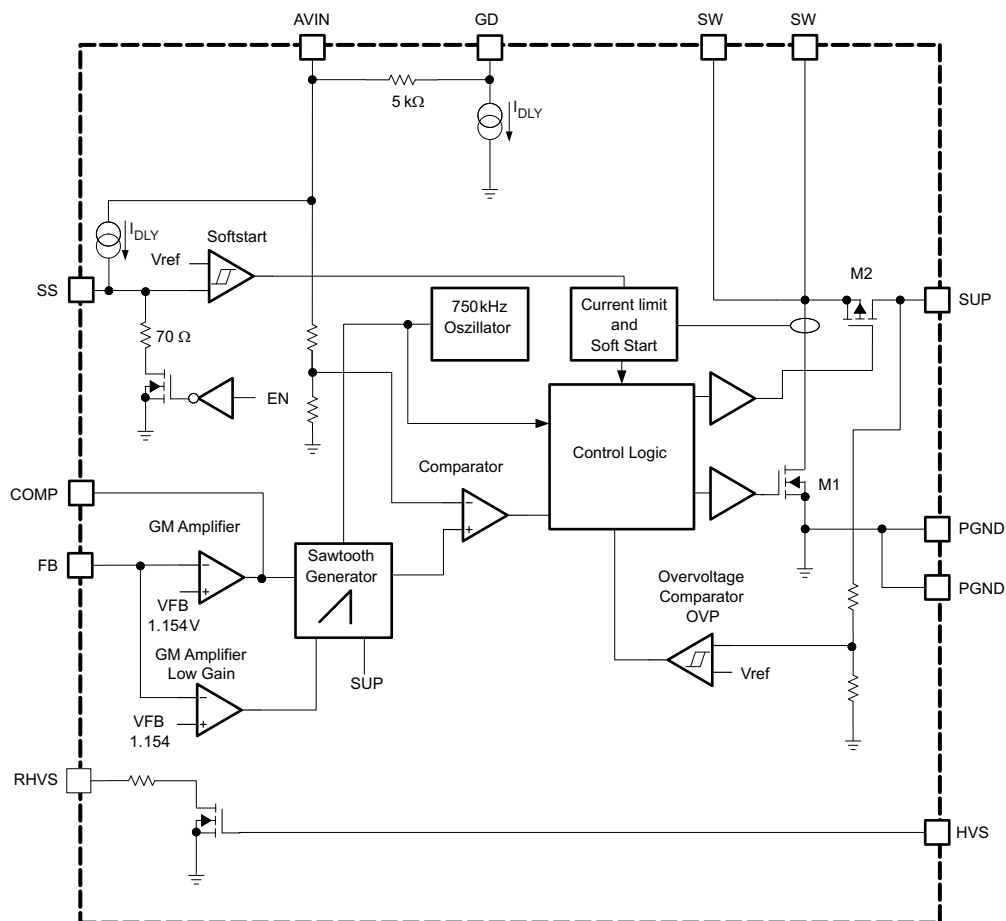 AVIN
GD
SW
SW
5 kΩ
IDLY
IDLY
Softstart
Vref
SS
70 Ω
EN
750kHz
Oszillator
Current limit
and
Soft Start
M2
SUP
Control Logic
Comparator
−
+
M1
COMP
GM Amplifier
−
+
FB
VFB
1.154V
Sawtooth
Generator
SUP
GM Amplifier
Low Gain
−
+
VFB
1.154
Overvoltage
Comparator
OVP
Vref
PGND
PGND
RHVS
HVS